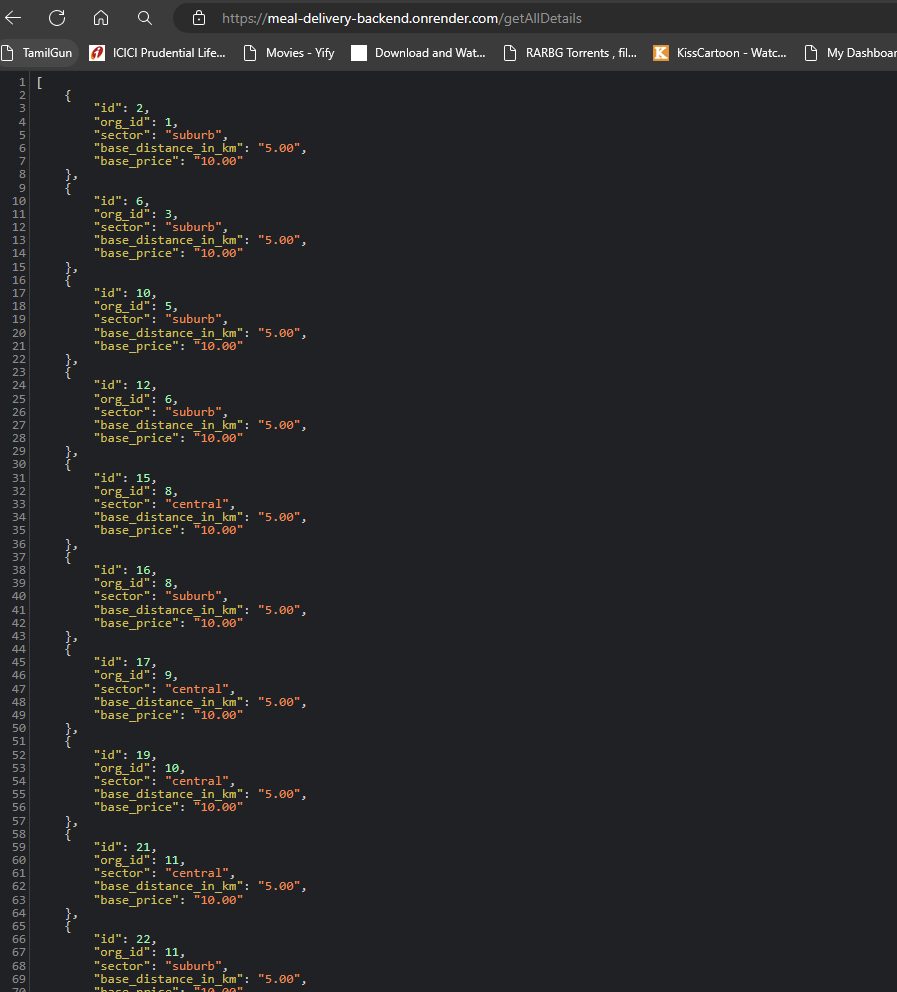 https://meal-delivery-backend.onrender.com/getAllDetails
TamilGun ICICI Prudential Life... Movies - Yify Download and Wat... RARBG Torrents , fil... KissCartoon - Watc... My Dashboar
1 [
2 {
3 "id": 2,
4 "org_id": 1,
5 "sector": "suburb",
6 "base_distance_in_km": "5.00",
7 "base_price": "10.00"
8 },
9 {
10 "id": 6,
11 "org_id": 3,
12 "sector": "suburb",
13 "base_distance_in_km": "5.00",
14 "base_price": "10.00"
15 },
16 {
17 "id": 10,
18 "org_id": 5,
19 "sector": "suburb",
20 "base_distance_in_km": "5.00",
21 "base_price": "10.00"
22 },
23 {
24 "id": 12,
25 "org_id": 6,
26 "sector": "suburb",
27 "base_distance_in_km": "5.00",
28 "base_price": "10.00"
29 },
30 {
31 "id": 15,
32 "org_id": 8,
33 "sector": "central",
34 "base_distance_in_km": "5.00",
35 "base_price": "10.00"
36 },
37 {
38 "id": 16,
39 "org_id": 8,
40 "sector": "suburb",
41 "base_distance_in_km": "5.00",
42 "base_price": "10.00"
43 },
44 {
45 "id": 17,
46 "org_id": 9,
47 "sector": "central",
48 "base_distance_in_km": "5.00",
49 "base_price": "10.00"
50 },
51 {
52 "id": 19,
53 "org_id": 10,
54 "sector": "central",
55 "base_distance_in_km": "5.00",
56 "base_price": "10.00"
57 },
58 {
59 "id": 21,
60 "org_id": 11,
61 "sector": "central",
62 "base_distance_in_km": "5.00",
63 "base_price": "10.00"
64 },
65 {
66 "id": 22,
67 "org_id": 11,
68 "sector": "suburb",
69 "base_distance_in_km": "5.00",
70 "base_price": "10.00"